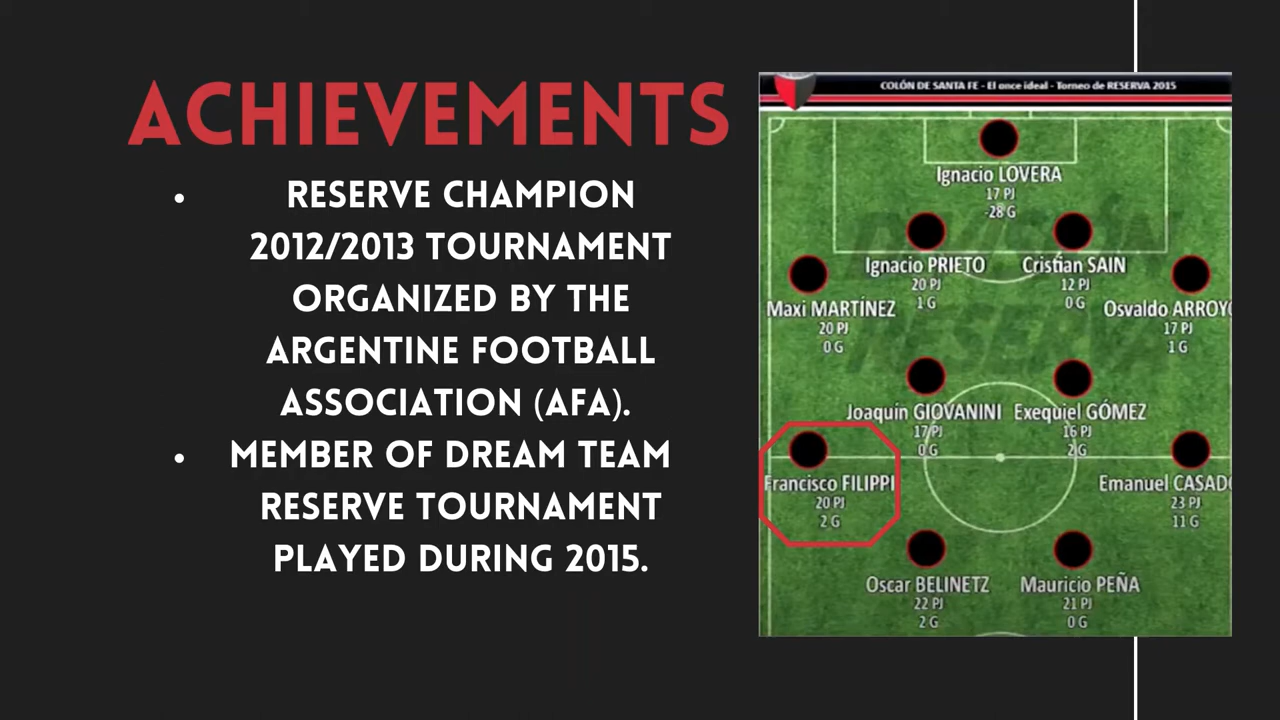 ACHIEVEMENTS
• RESERVE CHAMPION
2012/2013 TOURNAMENT
ORGANIZED BY THE
ARGENTINE FOOTBALL
ASSOCIATION (AFA).
• MEMBER OF DREAM TEAM
RESERVE TOURNAMENT
PLAYED DURING 2015.
COLÓN DE SANTA FE - El once ideal - Torneo de RESERVA 2015
DIVISIÓN
RESERVA
Ignacio LOVERA
17 PJ
-28 G
Ignacio PRIETO
20 PJ
1 G
Cristian SAIN
12 PJ
0 G
Maxi MARTÍNEZ
20 PJ
0 G
Osvaldo ARROYO
17 PJ
1 G
Joaquín GIOVANINI
17 PJ
0 G
Exequiel GÓMEZ
16 PJ
2 G
Francisco FILIPPI
20 PJ
2 G
Emanuel CASADO
23 PJ
11 G
Oscar BELINETZ
22 PJ
2 G
Mauricio PEÑA
21 PJ
0 G